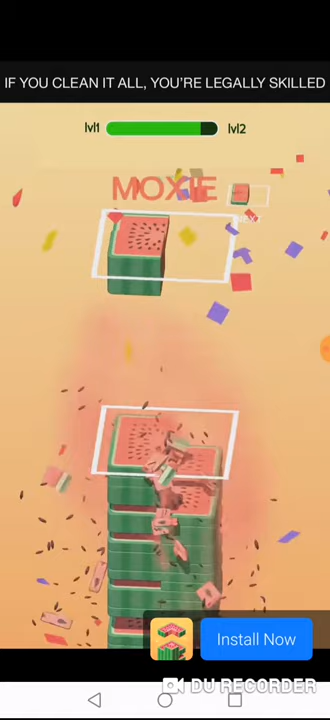 IF YOU CLEAN IT ALL, YOU'RE LEGALLY SKILLED
lvl1
lvl2
MOXIE
Install Now
DU RECORDER